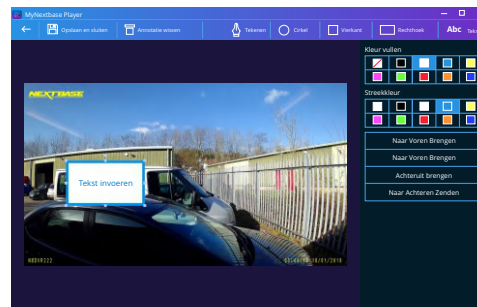 MyNextbase Player
Opslaan en sluiten
Annotatie wissen
Tekenen
Cirkel
Vierkant
Rechthoek
Abc
Kleur vullen
NEXTBASE
Streekkleur
Naar Voren Brengen
Naar Voren Brengen
Tekst invoeren
Achteruit brengen
Naar Achteren Zenden